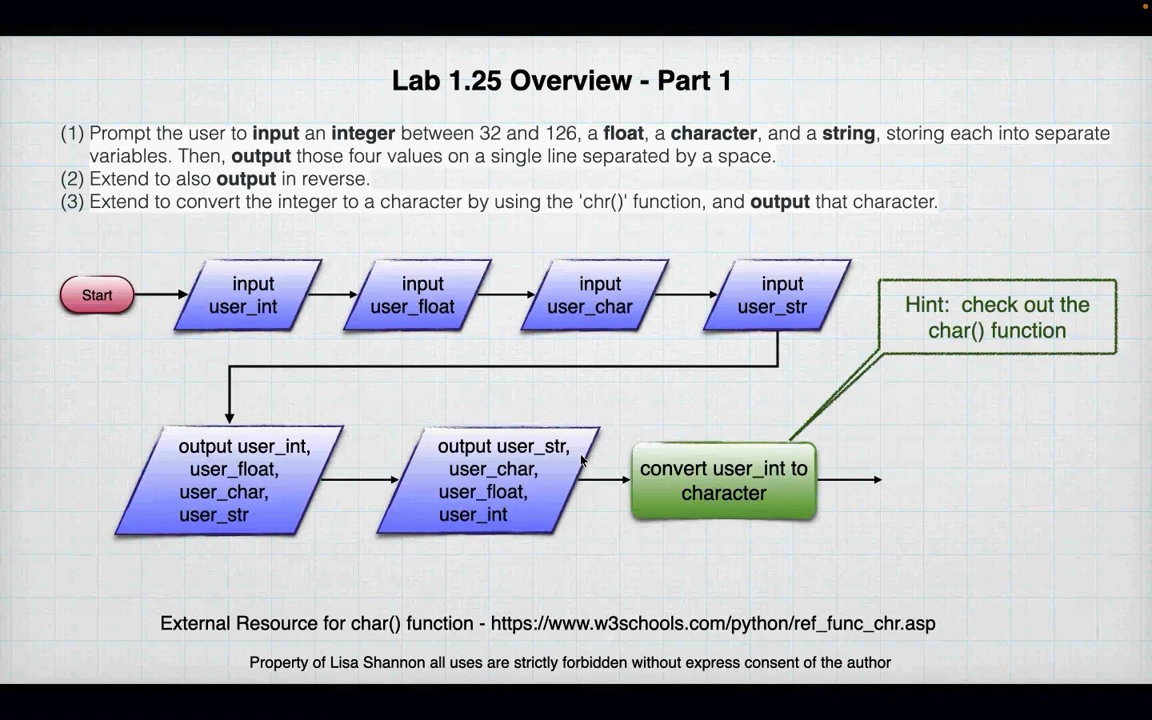 Lab 1.25 Overview - Part 1
(1) Prompt the user to input an integer between 32 and 126, a float, a character, and a string, storing each into separate
variables. Then, output those four values on a single line separated by a space.
(2) Extend to also output in reverse.
(3) Extend to convert the integer to a character by using the 'chr()' function, and output that character.
Start
input
user_int
input
user_float
input
user_char
input
user_str
Hint: check out the
char() function
output user_int,
user_float,
user_char,
user_str
output user_str,
user_char,
user_float,
user_int
convert user_int to
character
External Resource for char() function - https://www.w3schools.com/python/ref_func_chr.asp
Property of Lisa Shannon all uses are strictly forbidden without express consent of the author